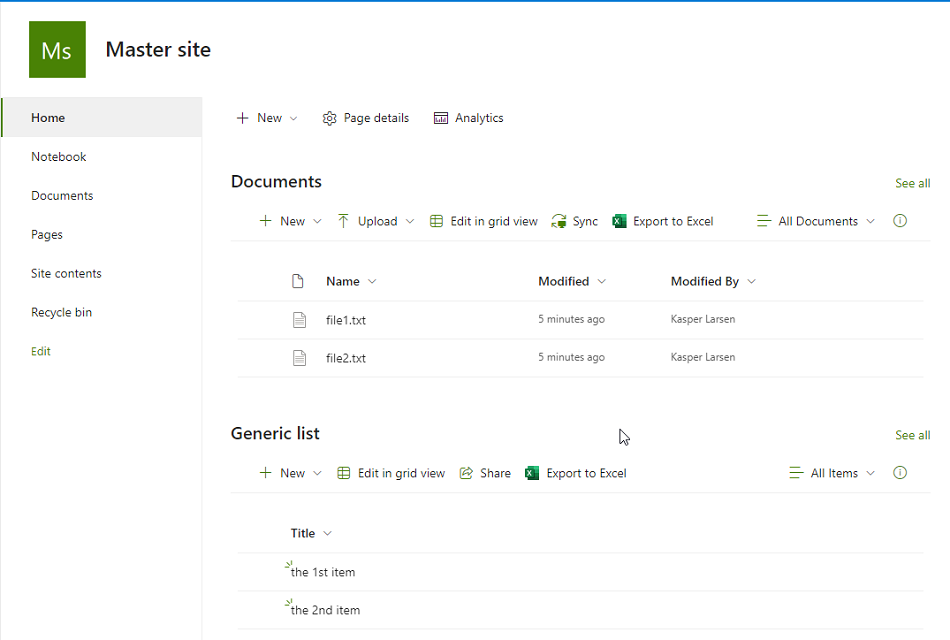 Ms Master site
Home
Notebook
Documents
Pages
Site contents
Recycle bin
Edit
New Page details Analytics
Documents See all
New Upload Edit in grid view Sync Export to Excel All Documents
Name Modified Modified By
file1.txt 5 minutes ago Kasper Larsen
file2.txt 5 minutes ago Kasper Larsen
Generic list See all
New Edit in grid view Share Export to Excel All Items
Title
the 1st item
the 2nd item